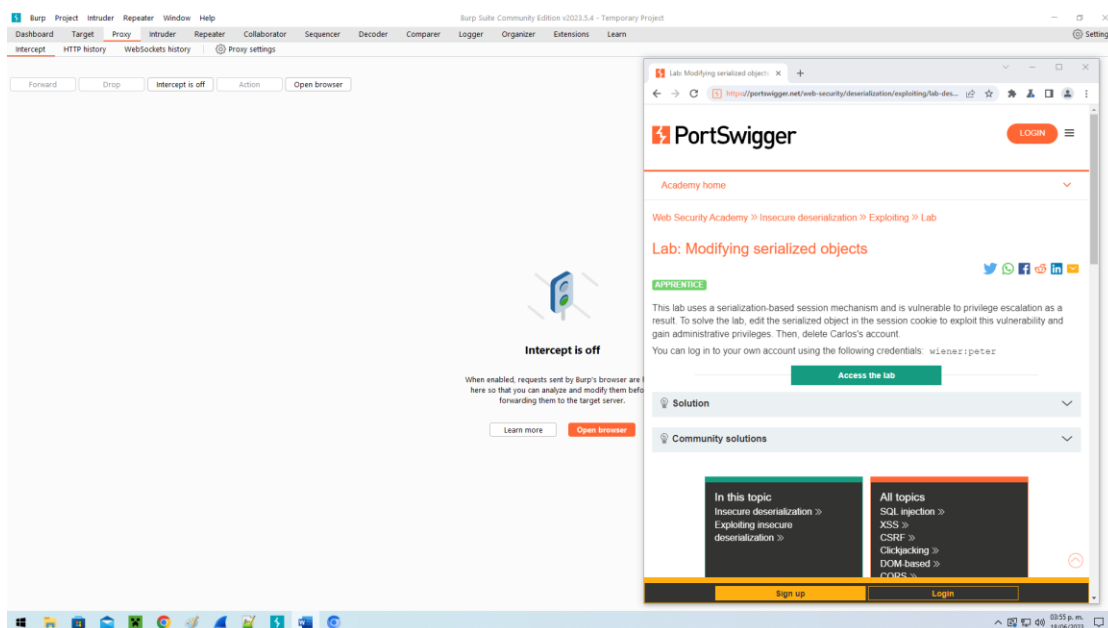 Burp Project Intruder Repeater Window Help
Burp Suite Community Edition v2023.5.4 - Temporary Project
Dashboard Target Proxy Intruder Repeater Collaborator Sequencer Decoder Comparer Logger Organizer Extensions Learn
Setting
Intercept HTTP history WebSockets history Proxy settings
Forward Drop Intercept is off Action Open browser
Intercept is off
When enabled, requests sent by Burp's browser are
here so that you can analyze and modify them befo
forwarding them to the target server.
Learn more Open browser
Lab: Modifying serialized objects
https://portswigger.net/web-security/deserialization/exploiting/lab-des...
PortSwigger
LOGIN
Academy home
Web Security Academy » Insecure deserialization » Exploiting » Lab
Lab: Modifying serialized objects
APPRENTICE
This lab uses a serialization-based session mechanism and is vulnerable to privilege escalation as a
result. To solve the lab, edit the serialized object in the session cookie to exploit this vulnerability and
gain administrative privileges. Then, delete Carlos's account.
You can log in to your own account using the following credentials: wiener:peter
Access the lab
Solution
Community solutions
In this topic
Insecure deserialization »
Exploiting insecure
deserialization »
All topics
SQL injection »
XSS »
CSRF »
Clickjacking »
DOM-based »
CORS »
Sign up Login
03:55 p. m.
18/06/2023